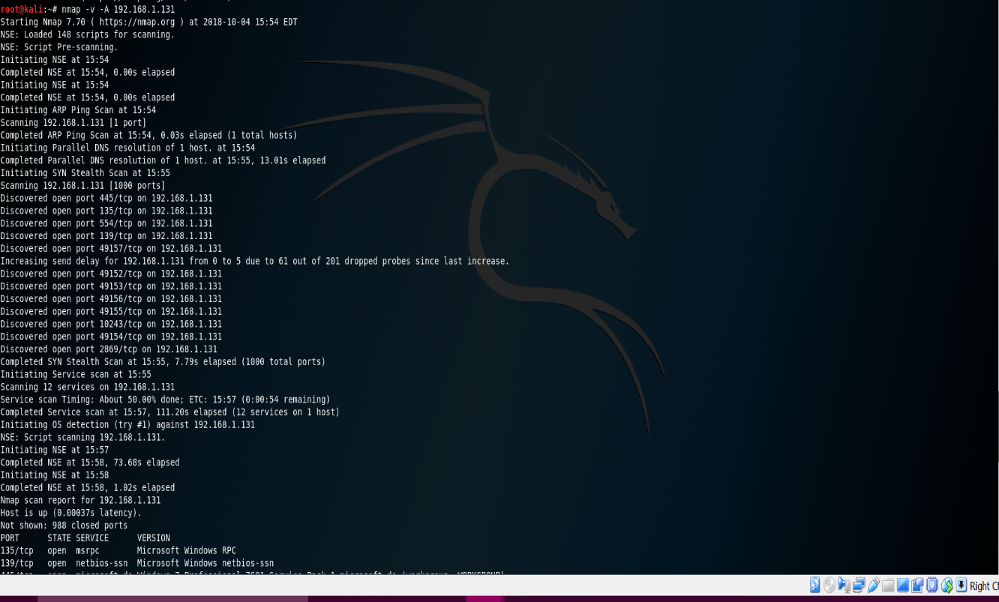 root@kali:~# nmap -v -A 192.168.1.131
Starting Nmap 7.70 ( https://nmap.org ) at 2018-10-04 15:54 EDT
NSE: Loaded 148 scripts for scanning.
NSE: Script Pre-scanning.
Initiating NSE at 15:54
Completed NSE at 15:54, 0.00s elapsed
Initiating NSE at 15:54
Completed NSE at 15:54, 0.00s elapsed
Initiating ARP Ping Scan at 15:54
Scanning 192.168.1.131 [1 port]
Completed ARP Ping Scan at 15:54, 0.03s elapsed (1 total hosts)
Initiating Parallel DNS resolution of 1 host. at 15:54
Completed Parallel DNS resolution of 1 host. at 15:55, 13.01s elapsed
Initiating SYN Stealth Scan at 15:55
Scanning 192.168.1.131 [1000 ports]
Discovered open port 445/tcp on 192.168.1.131
Discovered open port 135/tcp on 192.168.1.131
Discovered open port 554/tcp on 192.168.1.131
Discovered open port 139/tcp on 192.168.1.131
Discovered open port 49157/tcp on 192.168.1.131
Increasing send delay for 192.168.1.131 from 0 to 5 due to 61 out of 201 dropped probes since last increase.
Discovered open port 49152/tcp on 192.168.1.131
Discovered open port 49153/tcp on 192.168.1.131
Discovered open port 49156/tcp on 192.168.1.131
Discovered open port 49155/tcp on 192.168.1.131
Discovered open port 10243/tcp on 192.168.1.131
Discovered open port 49154/tcp on 192.168.1.131
Discovered open port 2869/tcp on 192.168.1.131
Completed SYN Stealth Scan at 15:55, 7.79s elapsed (1000 total ports)
Initiating Service scan at 15:55
Scanning 12 services on 192.168.1.131
Service scan Timing: About 50.00% done; ETC: 15:57 (0:00:54 remaining)
Completed Service scan at 15:57, 111.20s elapsed (12 services on 1 host)
Initiating OS detection (try #1) against 192.168.1.131
NSE: Script scanning 192.168.1.131.
Initiating NSE at 15:57
Completed NSE at 15:58, 73.68s elapsed
Initiating NSE at 15:58
Completed NSE at 15:58, 1.02s elapsed
Nmap scan report for 192.168.1.131
Host is up (0.00037s latency).
Not shown: 988 closed ports
PORT STATE SERVICE VERSION
135/tcp open msrpc Microsoft Windows RPC
139/tcp open netbios-ssn Microsoft Windows netbios-ssn
445/tcp open microsoft-ds Windows 7 Professional 7601 Service Pack 1 microsoft-ds (workgroup: WORKGROUP)
Right